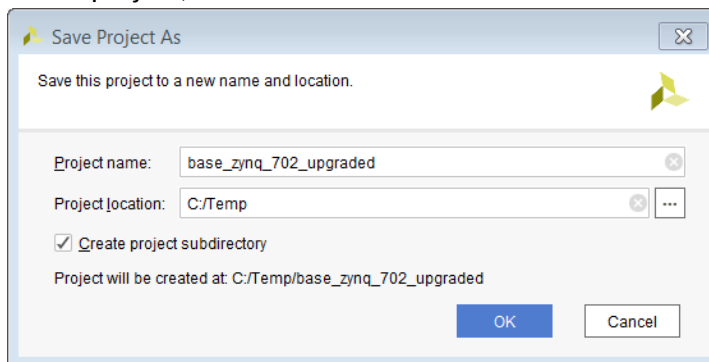 Save Project As
Save this project to a new name and location.
Project name: base_zynq_702_upgraded
Project location: C:/Temp ...
Create project subdirectory
Project will be created at: C:/Temp/base_zynq_702_upgraded
OK Cancel